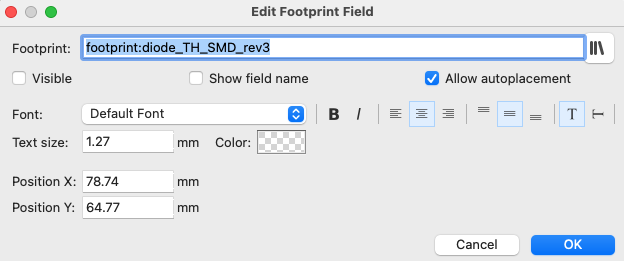 Edit Footprint Field
Footprint: footprint:diode_TH_SMD_rev3
Visible Show field name Allow autoplacement
Font: Default Font B I T T
Text size: 1.27 mm Color:
Position X: 78.74 mm
Position Y: 64.77 mm
Cancel OK